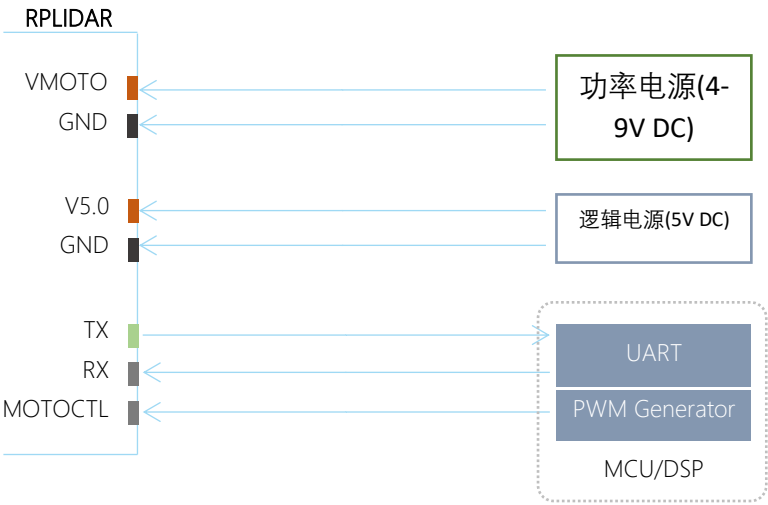 RPLIDAR
VMOTO
GND
功率电源(4-
9V DC)
V5.0
GND
逻辑电源(5V DC)
TX
RX
MOTOCTL
UART
PWM Generator
MCU/DSP